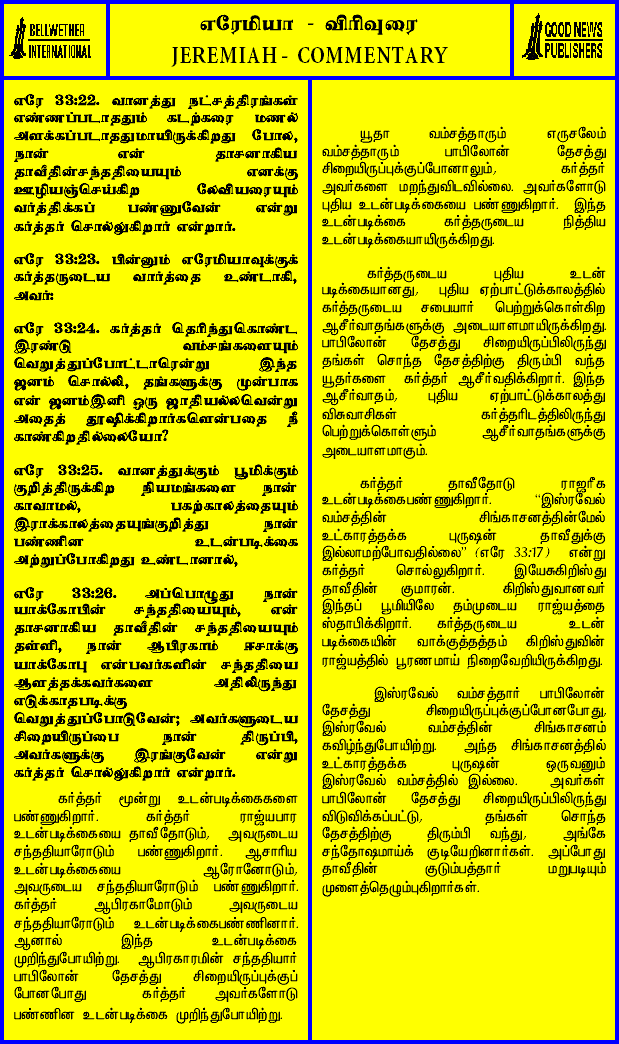 BELLWETHER
INTERNATIONAL
எரேமியா - விரிவுரை
JEREMIAH - COMMENTARY
GOOD NEWS
PUBLISHERS
எரே 33:22. வானத்து நட்சத்திரங்கள்
எண்ணப்படாததும் கடற்கரை மணல்
அளக்கப்படாததுமாயிருக்கிறது போல,
நான் என் தாசனாகிய
தாவீதின்சந்ததியையும் எனக்கு
ஊழியஞ்செய்கிற லேவியரையும்
வர்த்திக்கப் பண்ணுவேன் என்று
கர்த்தர் சொல்லுகிறார் என்றார்.
எரே 33:23. பின்னும் எரேமியாவுக்குக்
கர்த்தருடைய வார்த்தை உண்டாகி,
அவர்:
எரே 33:24. கர்த்தர் தெரிந்துகொண்ட
இரண்டு வம்சங்களையும்
வெறுத்துப்போட்டாரென்று இந்த
ஜனம் சொல்லி, தங்களுக்கு முன்பாக
என் ஜனம்இனி ஒரு ஜாதியல்லவென்று
அதைத் தூஷிக்கிறார்களென்பதை நீ
காண்கிறதில்லையோ?
எரே 33:25. வானத்துக்கும் பூமிக்கும்
குறித்திருக்கிற நியமங்களை நான்
காவாமல், பகற்காலத்தையும்
இராக்காலத்தையுங்குறித்து நான்
பண்ணின உடன்படிக்கை
அற்றுப்போகிறது உண்டானால்,
எரே 33:26. அப்பொழுது நான்
யாக்கோபின் சந்ததியையும், என்
தாசனாகிய தாவீதின் சந்ததியையும்
தள்ளி, நான் ஆபிரகாம் ஈசாக்கு
யாக்கோபு என்பவர்களின் சந்ததியை
ஆளத்தக்கவர்களை அதிலிருந்து
எடுக்காதபடிக்கு
வெறுத்துப்போடுவேன்; அவர்களுடைய
சிறையிருப்பை நான் திருப்பி,
அவர்களுக்கு இரங்குவேன் என்று
கர்த்தர் சொல்லுகிறார் என்றார்.
கர்த்தர் மூன்று உடன்படிக்கைகளை
பண்ணுகிறார். கர்த்தர் ராஜ்யபார
உடன்படிக்கையை தாவீதோடும், அவருடைய
சந்ததியாரோடும் பண்ணுகிறார். ஆசாரிய
உடன்படிக்கையை ஆரோனோடும்,
அவருடைய சந்ததியாரோடும் பண்ணுகிறார்.
கர்த்தர் ஆபிரகாமோடும் அவருடைய
சந்ததியாரோடும் உடன்படிக்கைபண்ணினார்.
ஆனால் இந்த உடன்படிக்கை
முறிந்துபோயிற்று. ஆபிரகாரமின் சந்ததியார்
பாபிலோன் தேசத்து சிறையிருப்புக்குப்
போனபோது கர்த்தர் அவர்களோடு
பண்ணின உடன்படிக்கை முறிந்துபோயிற்று.
யூதா வம்சத்தாரும் எருசலேம்
வம்சத்தாரும் பாபிலோன் தேசத்து
சிறையிருப்புக்குப்போனாலும், கர்த்தர்
அவர்களை மறந்துவிடவில்லை. அவர்களோடு
புதிய உடன்படிக்கையை பண்ணுகிறார். இந்த
உடன்படிக்கை கர்த்தருடைய நித்திய
உடன்படிக்கையாயிருக்கிறது.
கர்த்தருடைய புதிய உடன்
படிக்கையானது, புதிய ஏற்பாட்டுக்காலத்தில்
கர்த்தருடைய சபையார் பெற்றுக்கொள்கிற
ஆசீர்வாதங்களுக்கு அடையாளமாயிருக்கிறது.
பாபிலோன் தேசத்து சிறையிருப்பிலிருந்து
தங்கள் சொந்த தேசத்திற்கு திரும்பி வந்த
யூதர்களை கர்த்தர் ஆசீர்வதிக்கிறார். இந்த
ஆசீர்வாதம், புதிய ஏற்பாட்டுக்காலத்து
விசுவாசிகள் கர்த்தரிடத்திலிருந்து
பெற்றுக்கொள்ளும் ஆசீர்வாதங்களுக்கு
அடையாளமாகும்.
கர்த்தர் தாவீதோடு ராஜரீக
உடன்படிக்கைபண்ணுகிறார். "இஸ்ரவேல்
வம்சத்தின் சிங்காசனத்தின்மேல்
உட்காரத்தக்க புருஷன் தாவீதுக்கு
இல்லாமற்போவதில்லை" (எரே 33:17) என்று
கர்த்தர் சொல்லுகிறார். இயேசுகிறிஸ்து
தாவீதின் குமாரன். கிறிஸ்துவானவர்
இந்தப் பூமியிலே தம்முடைய ராஜ்யத்தை
ஸ்தாபிக்கிறார். கர்த்தருடைய உடன்
படிக்கையின் வாக்குத்தத்தம் கிறிஸ்துவின்
ராஜ்யத்தில் பூரணமாய் நிறைவேறியிருக்கிறது.
இஸ்ரவேல் வம்சத்தார் பாபிலோன்
தேசத்து சிறையிருப்புக்குப்போனபோது,
இஸ்ரவேல் வம்சத்தின் சிங்காசனம்
கவிழ்ந்துபோயிற்று. அந்த சிங்காசனத்தில்
உட்காரத்தக்க புருஷன் ஒருவனும்
இஸ்ரவேல் வம்சத்தில் இல்லை. அவர்கள்
பாபிலோன் தேசத்து சிறையிருப்பிலிருந்து
விடுவிக்கப்பட்டு, தங்கள் சொந்த
தேசத்திற்கு திரும்பி வந்து, அங்கே
சந்தோஷமாய்க் குடியேறினார்கள். அப்போது
தாவீதின் குடும்பத்தார் மறுபடியும்
முளைத்தெழும்புகிறார்கள்.